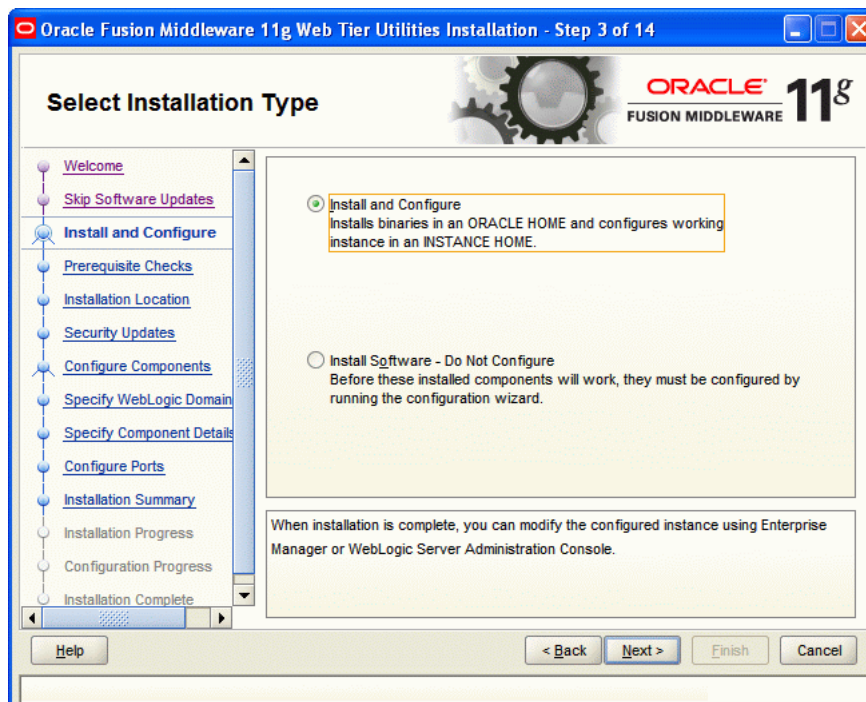 Oracle Fusion Middleware 11g Web Tier Utilities Installation - Step 3 of 14
Select Installation Type
ORACLE
FUSION MIDDLEWARE
11g
Welcome
Skip Software Updates
Install and Configure
Prerequisite Checks
Installation Location
Security Updates
Configure Components
Specify WebLogic Domain
Specify Component Details
Configure Ports
Installation Summary
Installation Progress
Configuration Progress
Installation Complete
Install and Configure
Installs binaries in an ORACLE HOME and configures working
instance in an INSTANCE HOME.
Install Software - Do Not Configure
Before these installed components will work, they must be configured by
running the configuration wizard.
When installation is complete, you can modify the configured instance using Enterprise
Manager or WebLogic Server Administration Console.
Help
< Back
Next >
Finish
Cancel